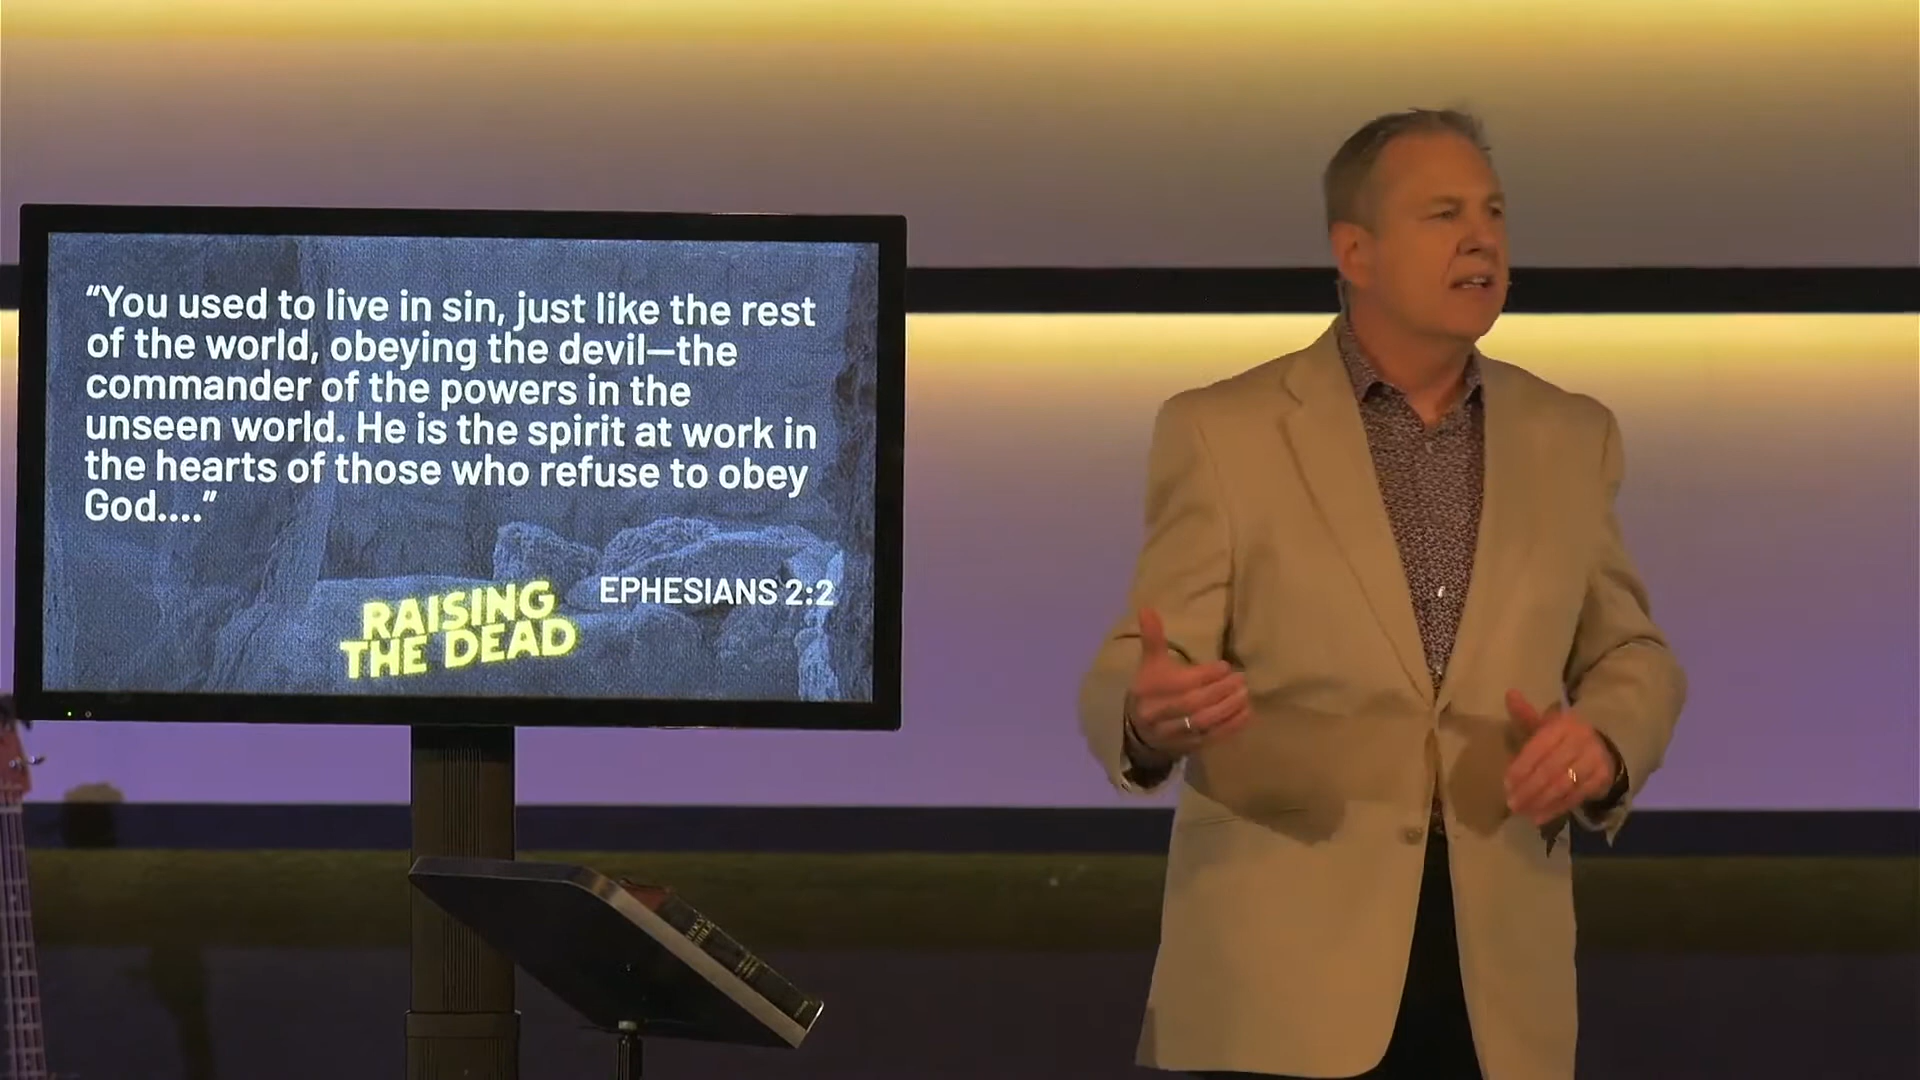 “You used to live in sin, just like the rest
of the world, obeying the devil—the
commander of the powers in the
unseen world. He is the spirit at work in
the hearts of those who refuse to obey
God....”
EPHESIANS 2:2
RAISING
THE DEAD
HOLY
BIBLE